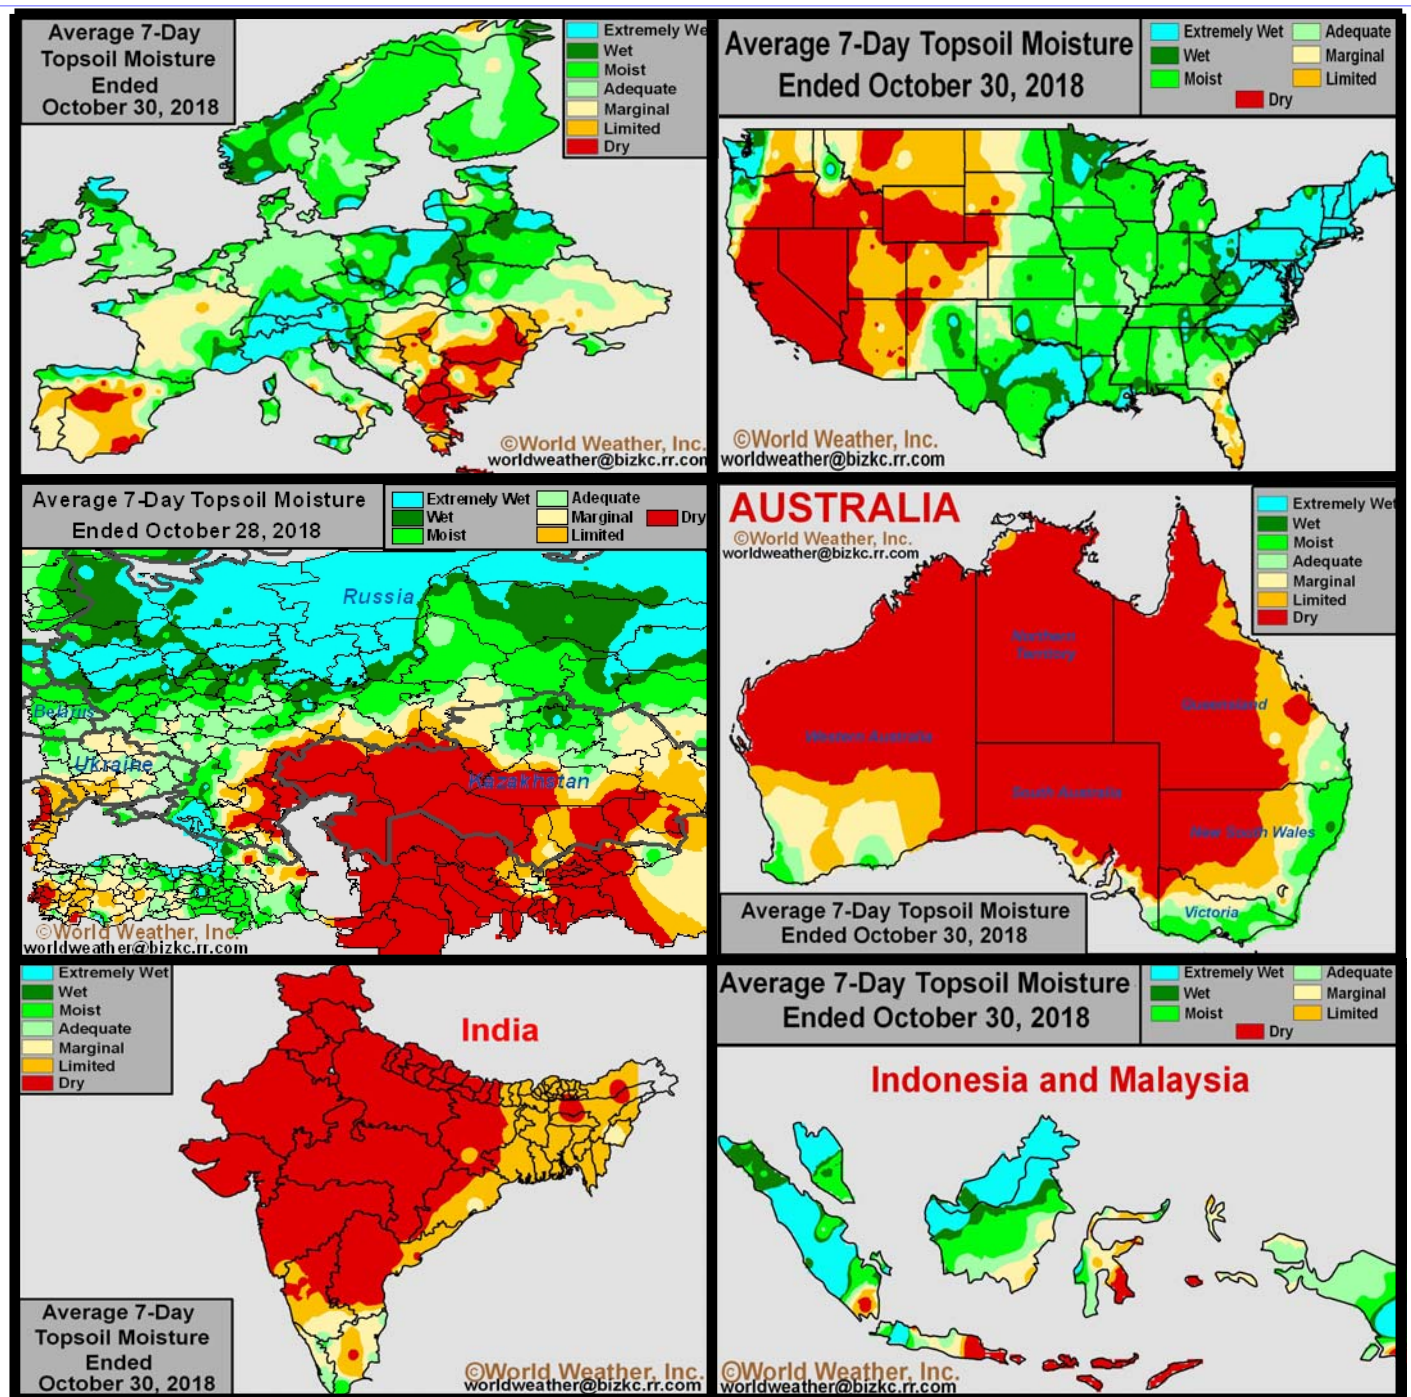 Average 7-Day
Topsoil Moisture
Ended
October 30, 2018
Extremely We
Wet
Moist
Adequate
Marginal
Limited
Dry
©World Weather, Inc.
worldweather@bizkc.rr.com
Average 7-Day Topsoil Moisture
Ended October 30, 2018
Extremely Wet
Wet
Moist
Adequate
Marginal
Limited
Dry
©World Weather, Inc.
worldweather@bizkc.rr.com
Average 7-Day Topsoil Moisture
Ended October 28, 2018
Extremely Wet
Wet
Moist
Adequate
Marginal
Limited
Dry
Russia
Belarus
Ukraine
Kazakhstan
©World Weather, Inc.
worldweather@bizkc.rr.com
AUSTRALIA
©World Weather, Inc.
worldweather@bizkc.rr.com
Extremely Wet
Wet
Moist
Adequate
Marginal
Limited
Dry
Northern
Territory
Queensland
Western Australia
South Australia
New South Wales
Victoria
Average 7-Day Topsoil Moisture
Ended October 30, 2018
Extremely Wet
Wet
Moist
Adequate
Marginal
Limited
Dry
India
Average 7-Day
Topsoil Moisture
Ended
October 30, 2018
©World Weather, Inc.
worldweather@bizkc.rr.com
Average 7-Day Topsoil Moisture
Ended October 30, 2018
Extremely Wet
Wet
Moist
Adequate
Marginal
Limited
Dry
Indonesia and Malaysia
©World Weather, Inc.
worldweather@bizkc.rr.com